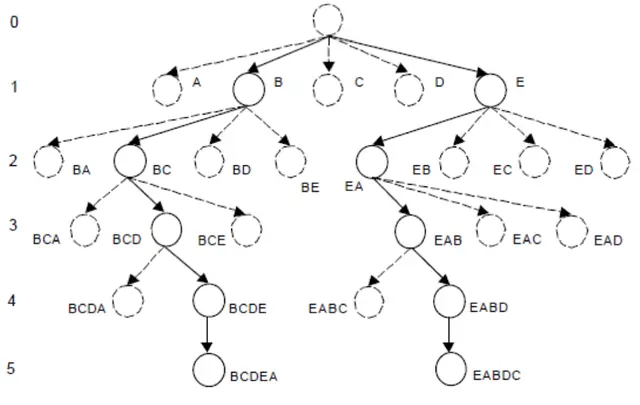 0
1 A B C D E
2 BA BC BD BE EA EB EC ED
3 BCA BCD BCE EAB EAC EAD
4 BCDA BCDE EABC EABD
5 BCDEA EABDC